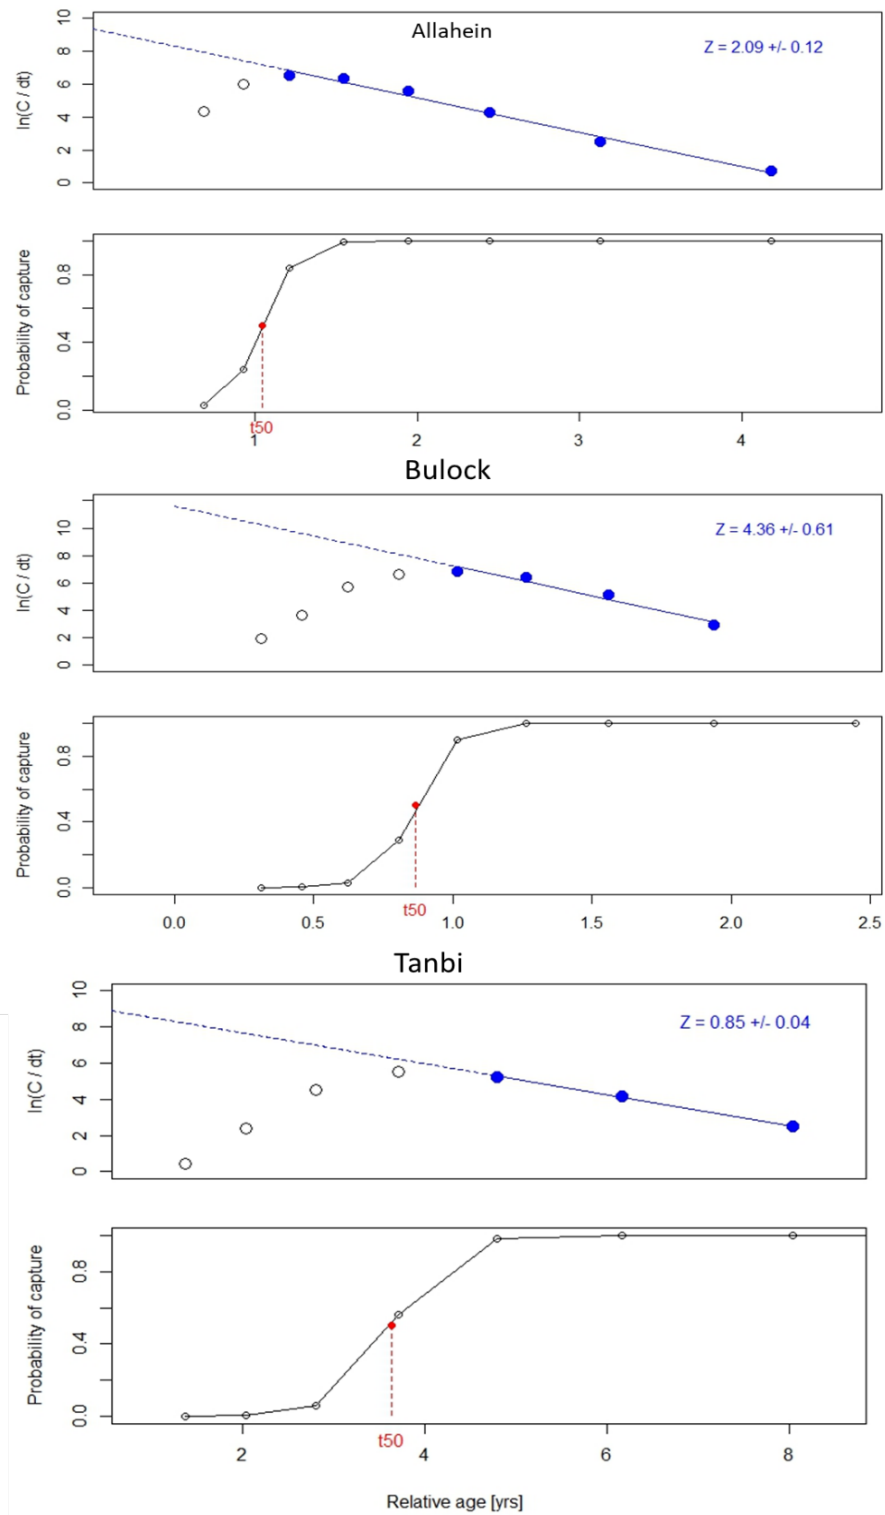 Allahein
Z = 2.09 +/- 0.12
ln(C / dt)
0 2 4 6 8 10
Probability of capture
0.0 0.4 0.8
t50
1 2 3 4
Bulock
Z = 4.36 +/- 0.61
ln(C / dt)
0 2 4 6 8 10
Probability of capture
0.0 0.4 0.8
t50
0.0 0.5 1.0 1.5 2.0 2.5
Tanbi
Z = 0.85 +/- 0.04
ln(C / dt)
0 2 4 6 8 10
Probability of capture
0.0 0.4 0.8
t50
2 4 6 8
Relative age [yrs]